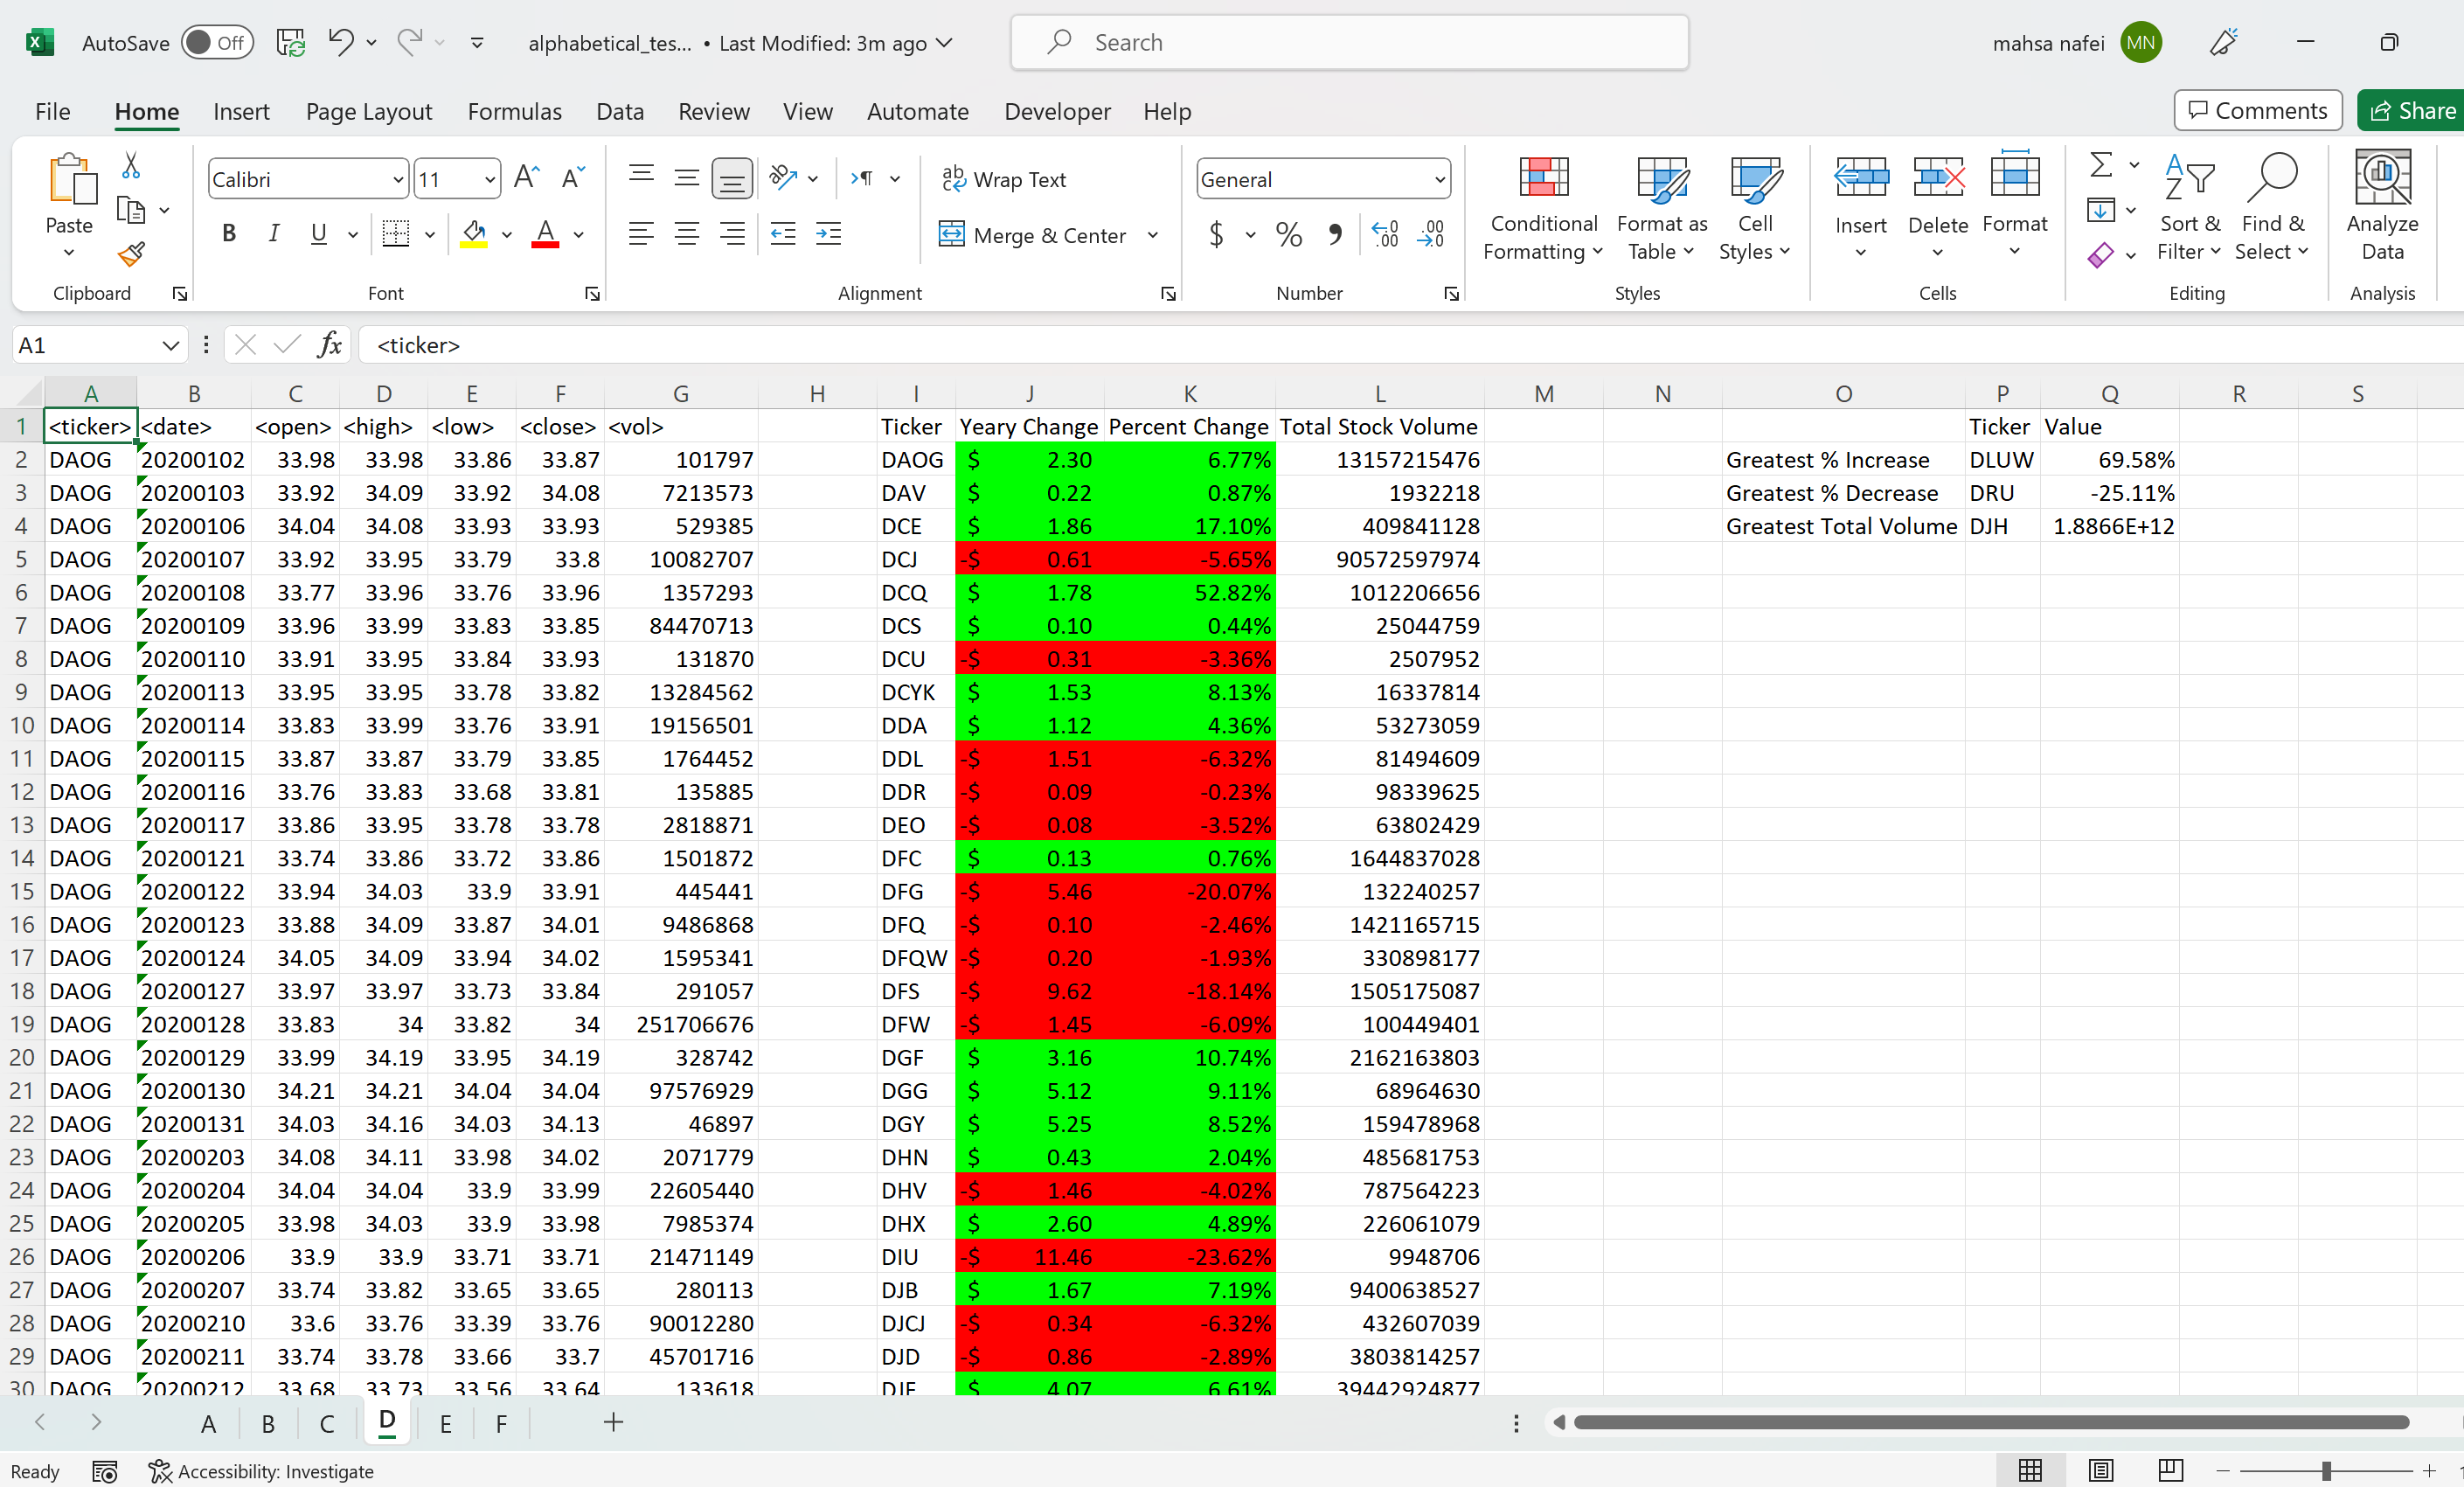 AutoSave Off alphabetical_tes... • Last Modified: 3m ago Search mahsa nafei MN
File Home Insert Page Layout Formulas Data Review View Automate Developer Help Comments Share
Paste Calibri 11 Wrap Text General Conditional Formatting Format as Table Cell Styles Insert Delete Format Sort & Filter Find & Select Analyze Data
B I U Merge & Center $ %
Clipboard Font Alignment Number Styles Cells Editing Analysis
A1 fx <ticker>
A B C D E F G H I J K L M N O P Q R S
1 <ticker> <date> <open> <high> <low> <close> <vol> Ticker Yeary Change Percent Change Total Stock Volume Ticker Value
2 DAOG 20200102 33.98 33.98 33.86 33.87 101797 DAOG $ 2.30 6.77% 13157215476 Greatest % Increase DLUW 69.58%
3 DAOG 20200103 33.92 34.09 33.92 34.08 7213573 DAV $ 0.22 0.87% 1932218 Greatest % Decrease DRU -25.11%
4 DAOG 20200106 34.04 34.08 33.93 33.93 529385 DCE $ 1.86 17.10% 409841128 Greatest Total Volume DJH 1.8866E+12
5 DAOG 20200107 33.92 33.95 33.79 33.8 10082707 DCJ -$ 0.61 -5.65% 90572597974
6 DAOG 20200108 33.77 33.96 33.76 33.96 1357293 DCQ $ 1.78 52.82% 1012206656
7 DAOG 20200109 33.96 33.99 33.83 33.85 84470713 DCS $ 0.10 0.44% 25044759
8 DAOG 20200110 33.91 33.95 33.84 33.93 131870 DCU -$ 0.31 -3.36% 2507952
9 DAOG 20200113 33.95 33.95 33.78 33.82 13284562 DCYK $ 1.53 8.13% 16337814
10 DAOG 20200114 33.83 33.99 33.76 33.91 19156501 DDA $ 1.12 4.36% 53273059
11 DAOG 20200115 33.87 33.87 33.79 33.85 1764452 DDL -$ 1.51 -6.32% 81494609
12 DAOG 20200116 33.76 33.83 33.68 33.81 135885 DDR -$ 0.09 -0.23% 98339625
13 DAOG 20200117 33.86 33.95 33.78 33.78 2818871 DEO -$ 0.08 -3.52% 63802429
14 DAOG 20200121 33.74 33.86 33.72 33.86 1501872 DFC $ 0.13 0.76% 1644837028
15 DAOG 20200122 33.94 34.03 33.9 33.91 445441 DFG -$ 5.46 -20.07% 132240257
16 DAOG 20200123 33.88 34.09 33.87 34.01 9486868 DFQ -$ 0.10 -2.46% 1421165715
17 DAOG 20200124 34.05 34.09 33.94 34.02 1595341 DFQW -$ 0.20 -1.93% 330898177
18 DAOG 20200127 33.97 33.97 33.73 33.84 291057 DFS -$ 9.62 -18.14% 1505175087
19 DAOG 20200128 33.83 34 33.82 34 251706676 DFW -$ 1.45 -6.09% 100449401
20 DAOG 20200129 33.99 34.19 33.95 34.19 328742 DGF $ 3.16 10.74% 2162163803
21 DAOG 20200130 34.21 34.21 34.04 34.04 97576929 DGG $ 5.12 9.11% 68964630
22 DAOG 20200131 34.03 34.16 34.03 34.13 46897 DGY $ 5.25 8.52% 159478968
23 DAOG 20200203 34.08 34.11 33.98 34.02 2071779 DHN $ 0.43 2.04% 485681753
24 DAOG 20200204 34.04 34.04 33.9 33.99 22605440 DHV -$ 1.46 -4.02% 787564223
25 DAOG 20200205 33.98 34.03 33.9 33.98 7985374 DHX $ 2.60 4.89% 226061079
26 DAOG 20200206 33.9 33.9 33.71 33.71 21471149 DIU -$ 11.46 -23.62% 9948706
27 DAOG 20200207 33.74 33.82 33.65 33.65 280113 DJB $ 1.67 7.19% 9400638527
28 DAOG 20200210 33.6 33.76 33.39 33.76 90012280 DJCJ -$ 0.34 -6.32% 432607039
29 DAOG 20200211 33.74 33.78 33.66 33.7 45701716 DJD -$ 0.86 -2.89% 3803814257
30 DAOG 20200212 33.68 33.73 33.56 33.64 133618 $ 4.07 6.61% 39442924877
A B C D E F
Ready Accessibility: Investigate